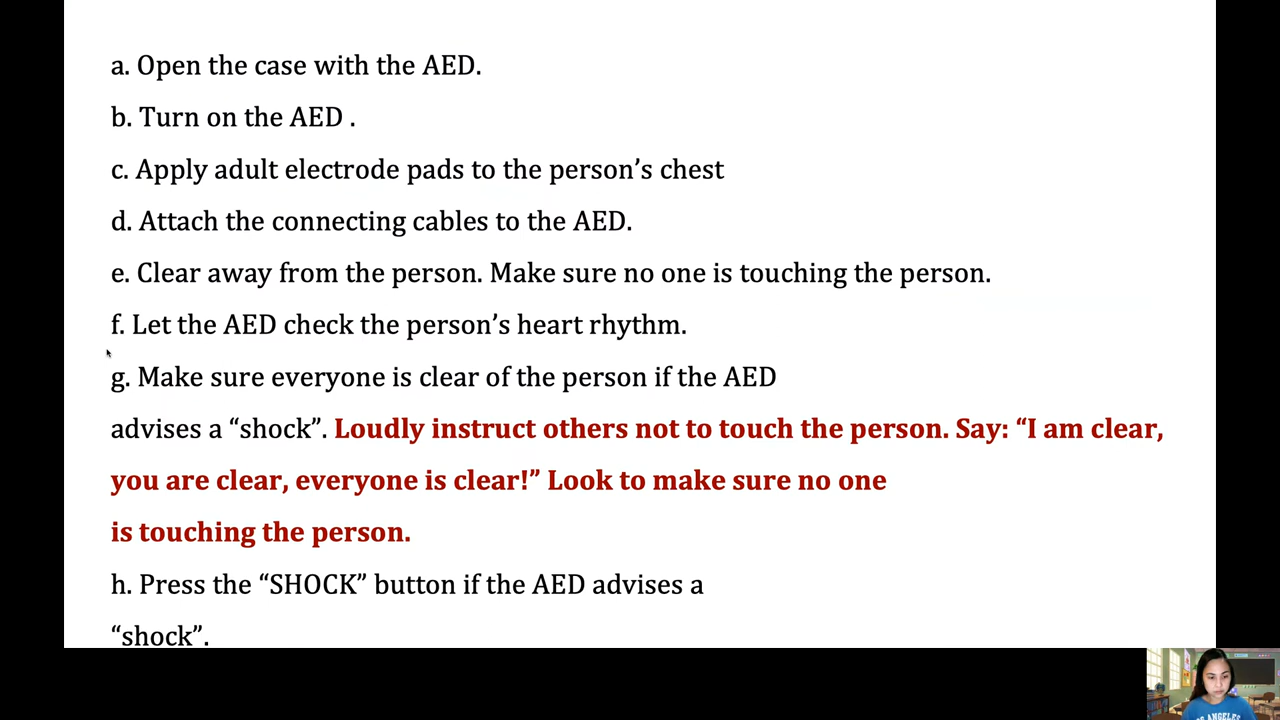 a. Open the case with the AED.
b. Turn on the AED .
c. Apply adult electrode pads to the person’s chest
d. Attach the connecting cables to the AED.
e. Clear away from the person. Make sure no one is touching the person.
f. Let the AED check the person’s heart rhythm.
g. Make sure everyone is clear of the person if the AED
advises a “shock”. Loudly instruct others not to touch the person. Say: “I am clear,
you are clear, everyone is clear!” Look to make sure no one
is touching the person.
h. Press the “SHOCK” button if the AED advises a
“shock”.